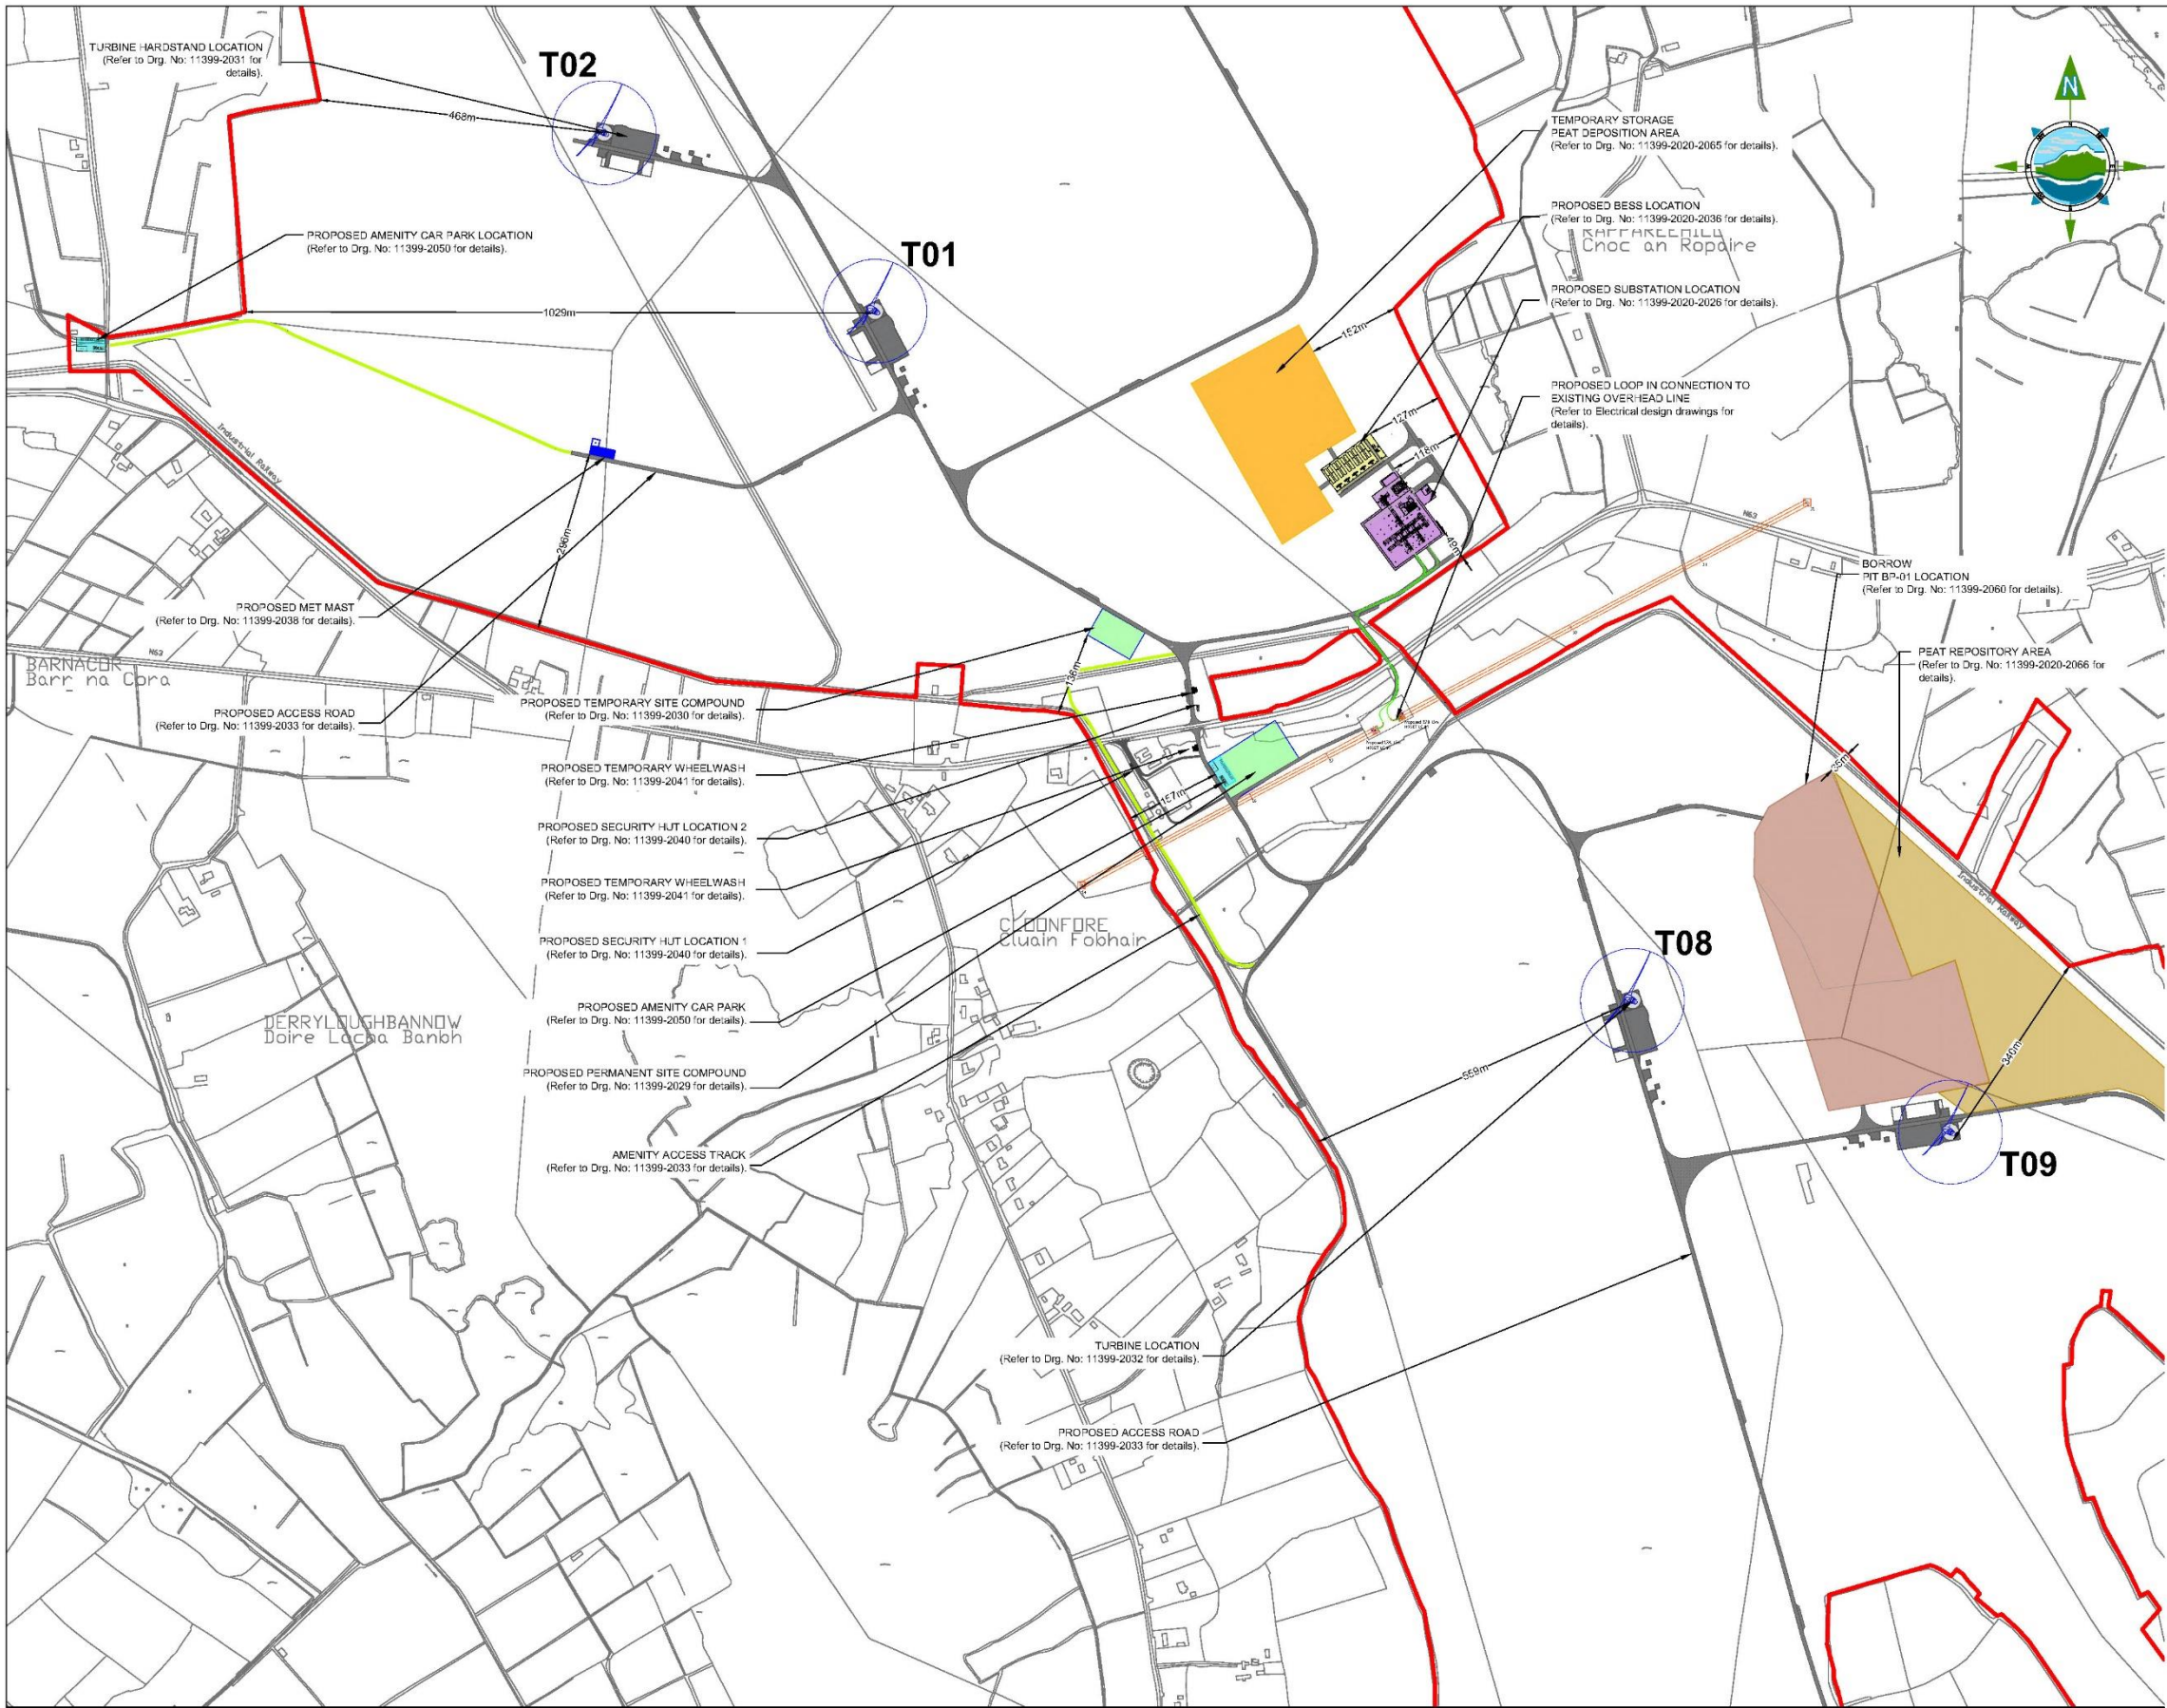 TURBINE HARDSTAND LOCATION
(Refer to Drg. No: 11399-2031 for
details).
T02
468m
N
TEMPORARY STORAGE
PEAT DEPOSITION AREA
(Refer to Drg. No: 11399-2020-2065 for details).
PROPOSED BESS LOCATION
(Refer to Drg. No: 11399-2020-2036 for details).
RAPPAREEHILL
Cnoc an Ropaire
PROPOSED AMENITY CAR PARK LOCATION
(Refer to Drg. No: 11399-2050 for details).
T01
1029m
PROPOSED SUBSTATION LOCATION
(Refer to Drg. No: 11399-2020-2026 for details).
152m
PROPOSED LOOP IN CONNECTION TO
EXISTING OVERHEAD LINE
(Refer to Electrical design drawings for
details).
127m
118m
49m
Industrial Railway
296m
N63
BORROW
PIT BP-01 LOCATION
(Refer to Drg. No: 11399-2060 for details).
PROPOSED MET MAST
(Refer to Drg. No: 11399-2038 for details).
N63
BARNACOR
Barr na Cora
PEAT REPOSITORY AREA
(Refer to Drg. No: 11399-2020-2066 for
details).
136m
PROPOSED ACCESS ROAD
(Refer to Drg. No: 11399-2033 for details).
PROPOSED TEMPORARY SITE COMPOUND
(Refer to Drg. No: 11399-2030 for details).
PROPOSED TEMPORARY WHEELWASH
(Refer to Drg. No: 11399-2041 for details).
35m
167m
PROPOSED SECURITY HUT LOCATION 2
(Refer to Drg. No: 11399-2040 for details).
PROPOSED TEMPORARY WHEELWASH
(Refer to Drg. No: 11399-2041 for details).
Industrial Railway
CLOONFORE
Cluain Fobhair
PROPOSED SECURITY HUT LOCATION 1
(Refer to Drg. No: 11399-2040 for details).
T08
PROPOSED AMENITY CAR PARK
(Refer to Drg. No: 11399-2050 for details).
DERRYLOUGHBANNOW
Doire Locha Banbh
340m
PROPOSED PERMANENT SITE COMPOUND
(Refer to Drg. No: 11399-2029 for details).
559m
AMENITY ACCESS TRACK
(Refer to Drg. No: 11399-2033 for details).
T09
TURBINE LOCATION
(Refer to Drg. No: 11399-2032 for details).
PROPOSED ACCESS ROAD
(Refer to Drg. No: 11399-2033 for details).